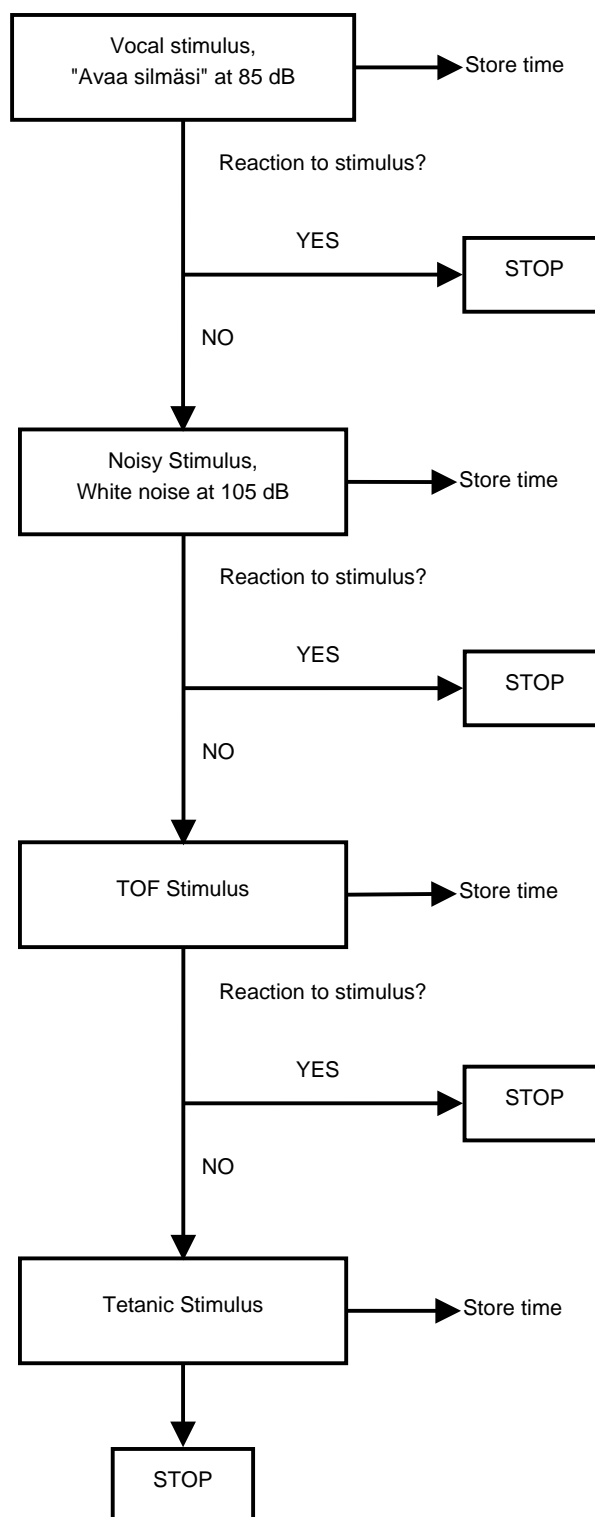 Vocal stimulus,
"Avaa silmäsi" at 85 dB
Store time
Reaction to stimulus?
YES
STOP
NO
Noisy Stimulus,
White noise at 105 dB
Store time
Reaction to stimulus?
YES
STOP
NO
TOF Stimulus
Store time
Reaction to stimulus?
YES
STOP
NO
Tetanic Stimulus
Store time
STOP